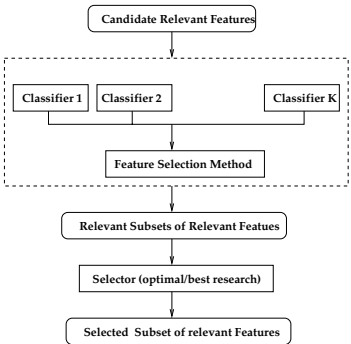 Candidate Relevant Features
Classifier 1 Classifier 2 Classifier K
Feature Selection Method
Relevant Subsets of Relevant Featues
Selector (optimal/best research)
Selected Subset of relevant Features